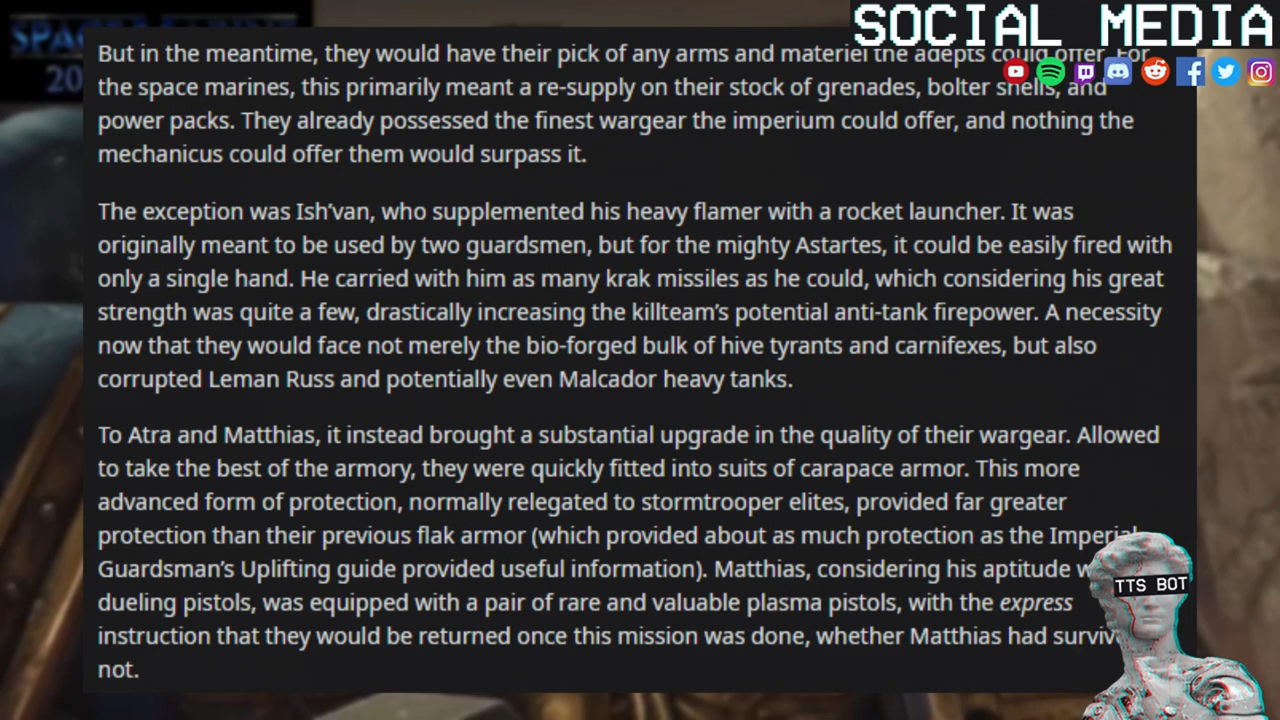 SOCIAL MEDIA
SPACE
20
But in the meantime, they would have their pick of any arms and materiel the adepts could offer. For
the space marines, this primarily meant a re-supply on their stock of grenades, bolter shells, and
power packs. They already possessed the finest wargear the imperium could offer, and nothing the
mechanicus could offer them would surpass it.
The exception was Ish’van, who supplemented his heavy flamer with a rocket launcher. It was
originally meant to be used by two guardsmen, but for the mighty Astartes, it could be easily fired with
only a single hand. He carried with him as many krak missiles as he could, which considering his great
strength was quite a few, drastically increasing the killteam’s potential anti-tank firepower. A necessity
now that they would face not merely the bio-forged bulk of hive tyrants and carnifexes, but also
corrupted Leman Russ and potentially even Malcador heavy tanks.
To Atra and Matthias, it instead brought a substantial upgrade in the quality of their wargear. Allowed
to take the best of the armory, they were quickly fitted into suits of carapace armor. This more
advanced form of protection, normally relegated to stormtrooper elites, provided far greater
protection than their previous flak armor (which provided about as much protection as the Imperial
Guardsman’s Uplifting guide provided useful information). Matthias, considering his aptitude
dueling pistols, was equipped with a pair of rare and valuable plasma pistols, with the express
instruction that they would be returned once this mission was done, whether Matthias had
not.
TTS BOT